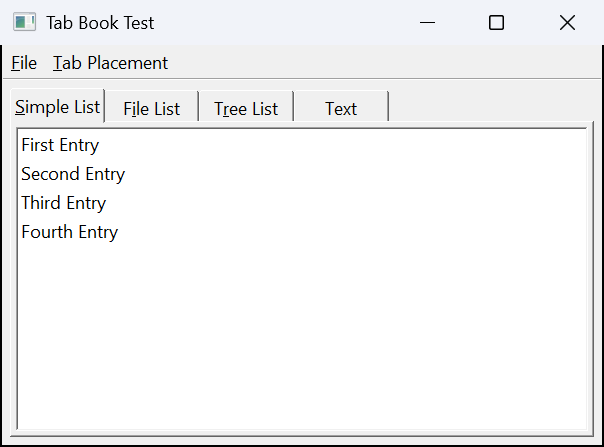 Tab Book Test
File Tab Placement
Simple List File List Tree List Text
First Entry
Second Entry
Third Entry
Fourth Entry